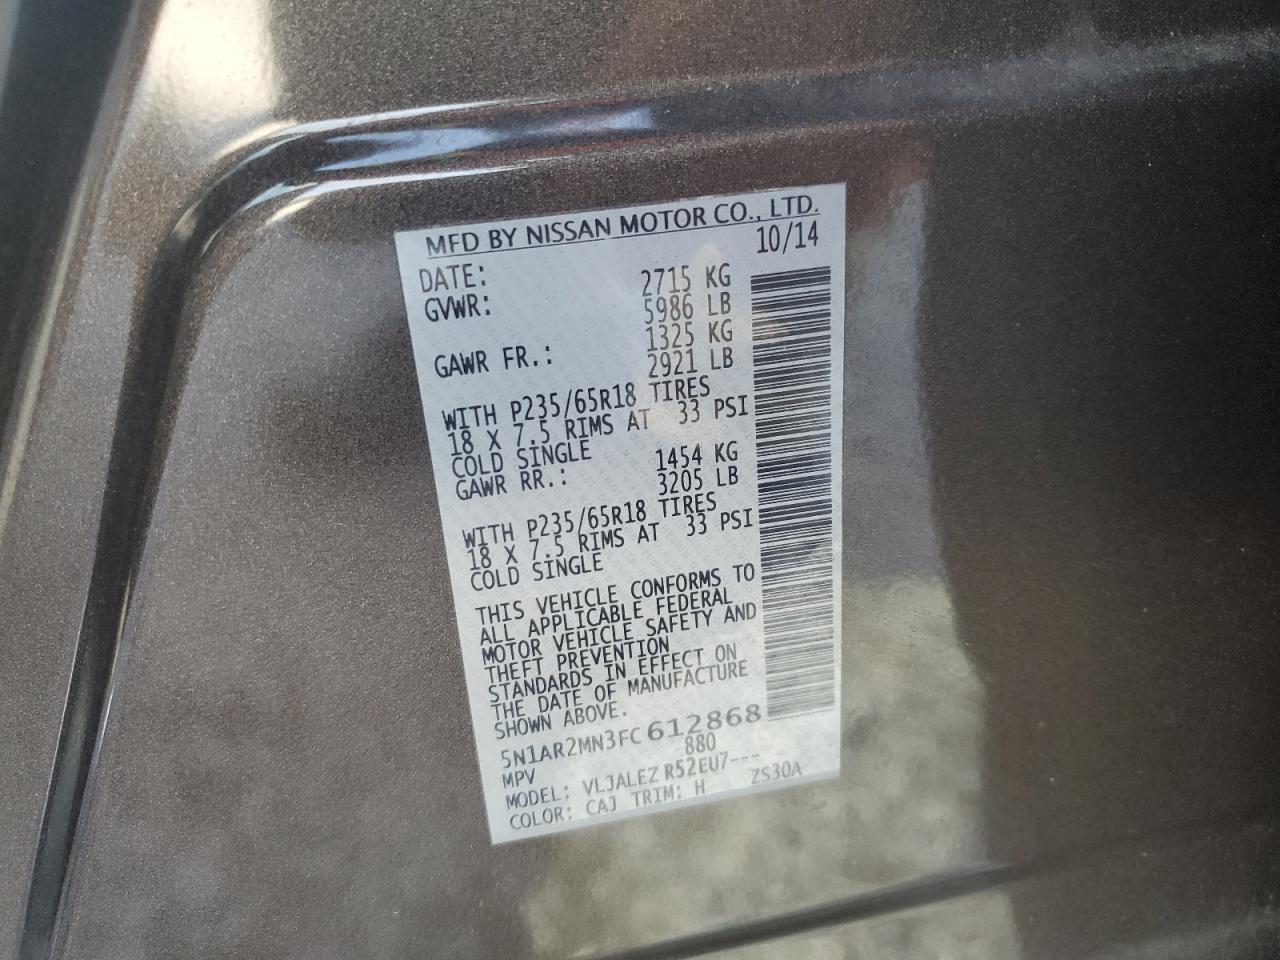 MFD BY NISSAN MOTOR CO., LTD.
DATE: 10/14
GVWR: 2715 KG
5986 LB
GAWR FR.: 1325 KG
2921 LB
WITH P235/65R18 TIRES
18 X 7.5 RIMS AT 33 PSI
COLD SINGLE
GAWR RR.: 1454 KG
3205 LB
WITH P235/65R18 TIRES
18 X 7.5 RIMS AT 33 PSI
COLD SINGLE
THIS VEHICLE CONFORMS TO
ALL APPLICABLE FEDERAL
MOTOR VEHICLE SAFETY AND
THEFT PREVENTION
STANDARDS IN EFFECT ON
THE DATE OF MANUFACTURE
SHOWN ABOVE.
5N1AR2MN3FC612868
MPV 880
MODEL: VLJALEZ R52EU7---
COLOR: CAJ TRIM: H ZS30A